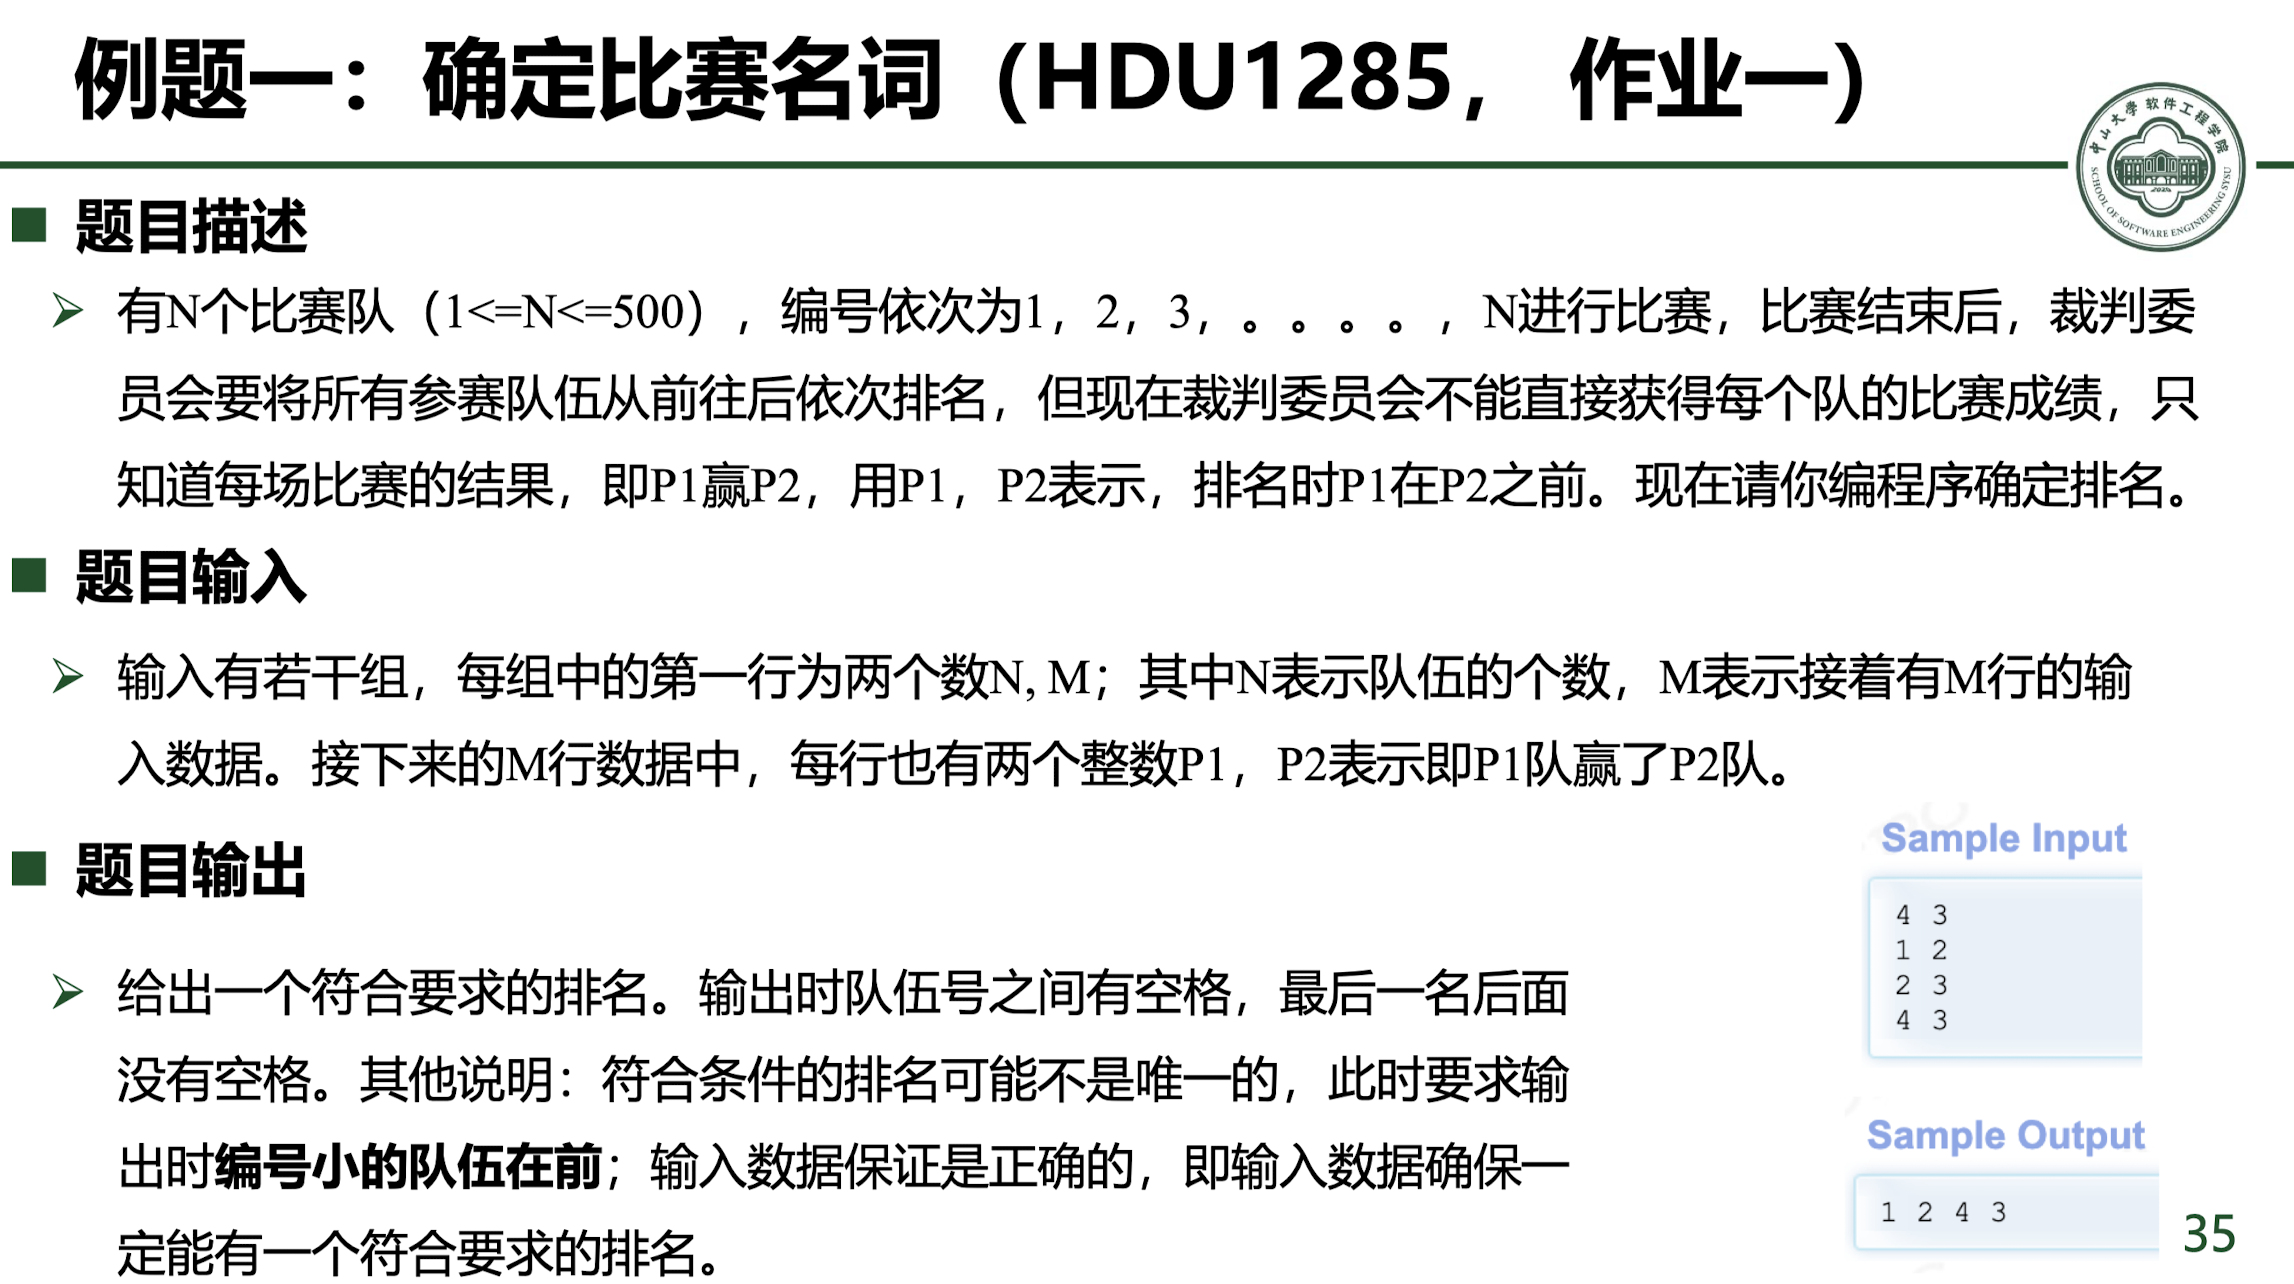 例题一：确定比赛名词（HDU1285， 作业一）
中山大学软件工程学院
SCHOOL OF SOFTWARE ENGINEERING SYSU
题目描述
有N个比赛队（1<=N<=500），编号依次为1，2，3，。。。。，N进行比赛，比赛结束后，裁判委
员会要将所有参赛队伍从前往后依次排名，但现在裁判委员会不能直接获得每个队的比赛成绩，只
知道每场比赛的结果，即P1赢P2，用P1，P2表示，排名时P1在P2之前。现在请你编程序确定排名。
题目输入
输入有若干组，每组中的第一行为两个数N, M；其中N表示队伍的个数，M表示接着有M行的输
入数据。接下来的M行数据中，每行也有两个整数P1，P2表示即P1队赢了P2队。
题目输出
给出一个符合要求的排名。输出时队伍号之间有空格，最后一名后面
没有空格。其他说明：符合条件的排名可能不是唯一的，此时要求输
出时编号小的队伍在前；输入数据保证是正确的，即输入数据确保一
定能有一个符合要求的排名。
Sample Input
4 3
1 2
2 3
4 3
Sample Output
1 2 4 3
35